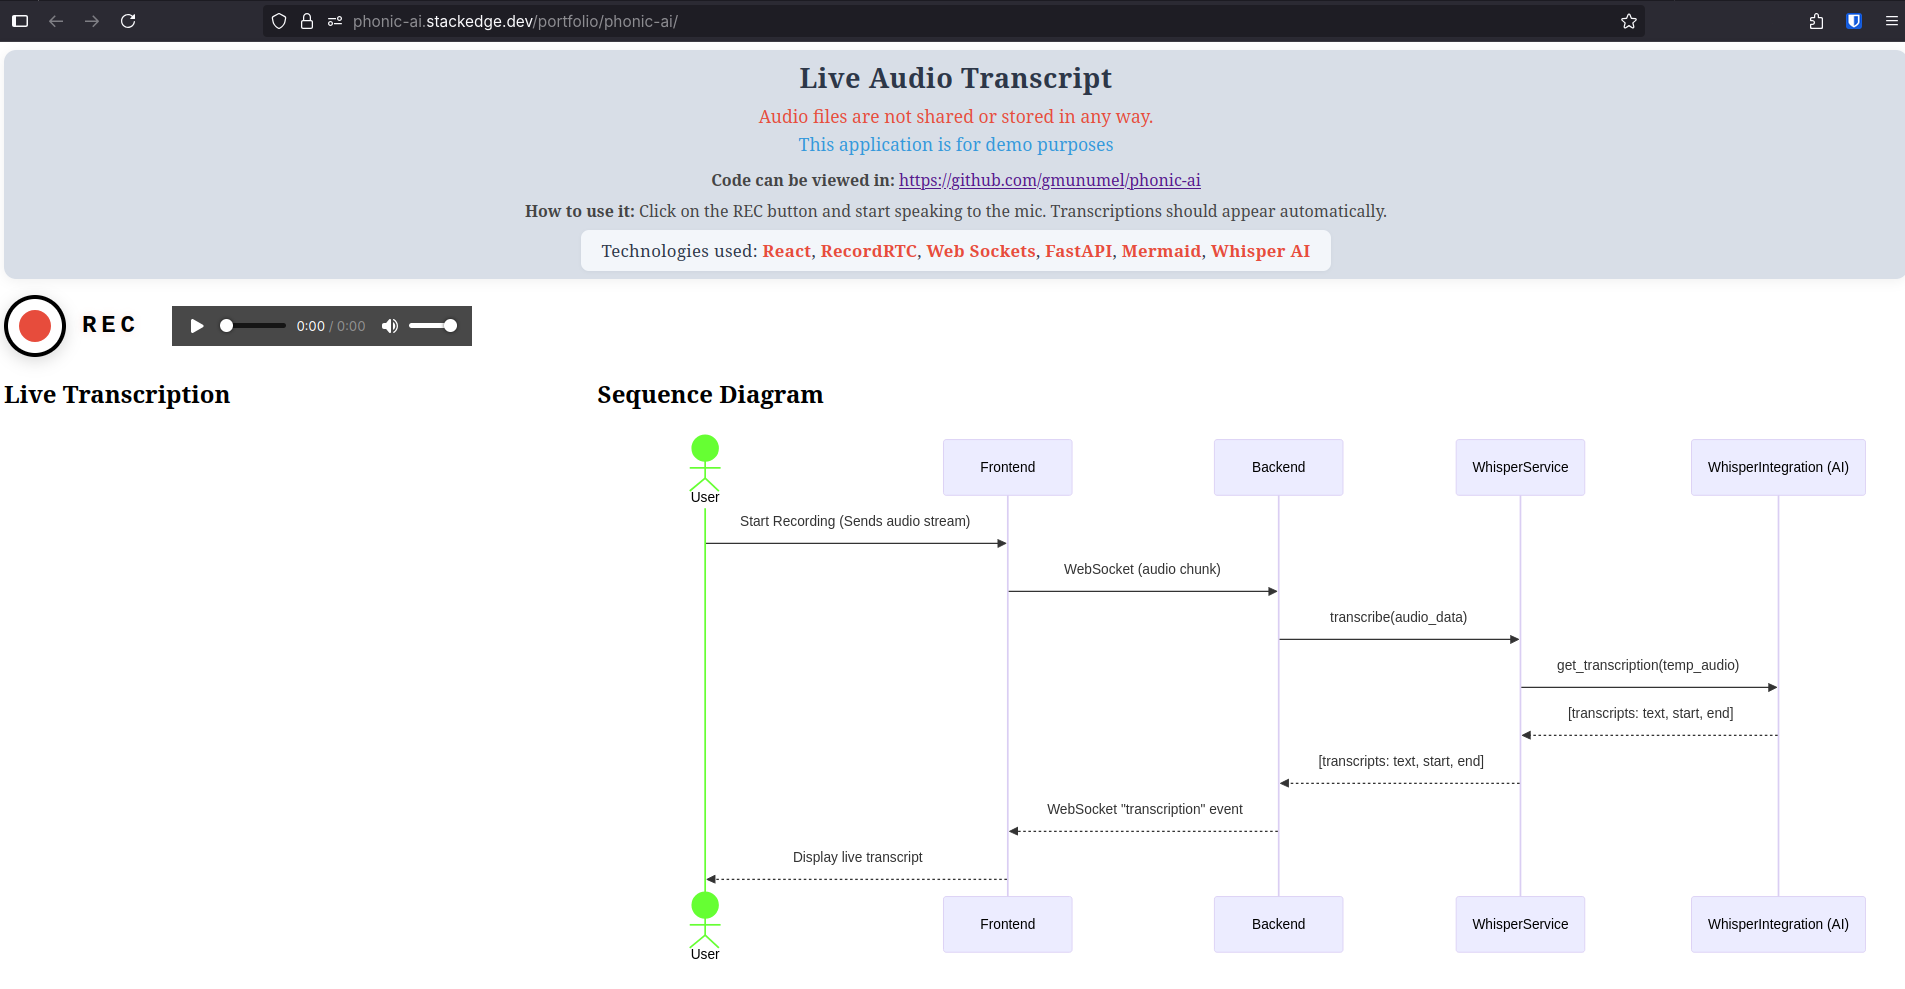 phonic-ai.stackedge.dev/portfolio/phonic-ai/
Live Audio Transcript
Audio files are not shared or stored in any way.
This application is for demo purposes
Code can be viewed in: https://github.com/gmunumel/phonic-ai
How to use it: Click on the REC button and start speaking to the mic. Transcriptions should appear automatically.
Technologies used: React, RecordRTC, Web Sockets, FastAPI, Mermaid, Whisper AI
REC
0:00 / 0:00
Live Transcription
Sequence Diagram
User
Frontend
Backend
WhisperService
WhisperIntegration (AI)
Start Recording (Sends audio stream)
WebSocket (audio chunk)
transcribe(audio_data)
get_transcription(temp_audio)
[transcripts: text, start, end]
[transcripts: text, start, end]
WebSocket "transcription" event
Display live transcript
User
Frontend
Backend
WhisperService
WhisperIntegration (AI)